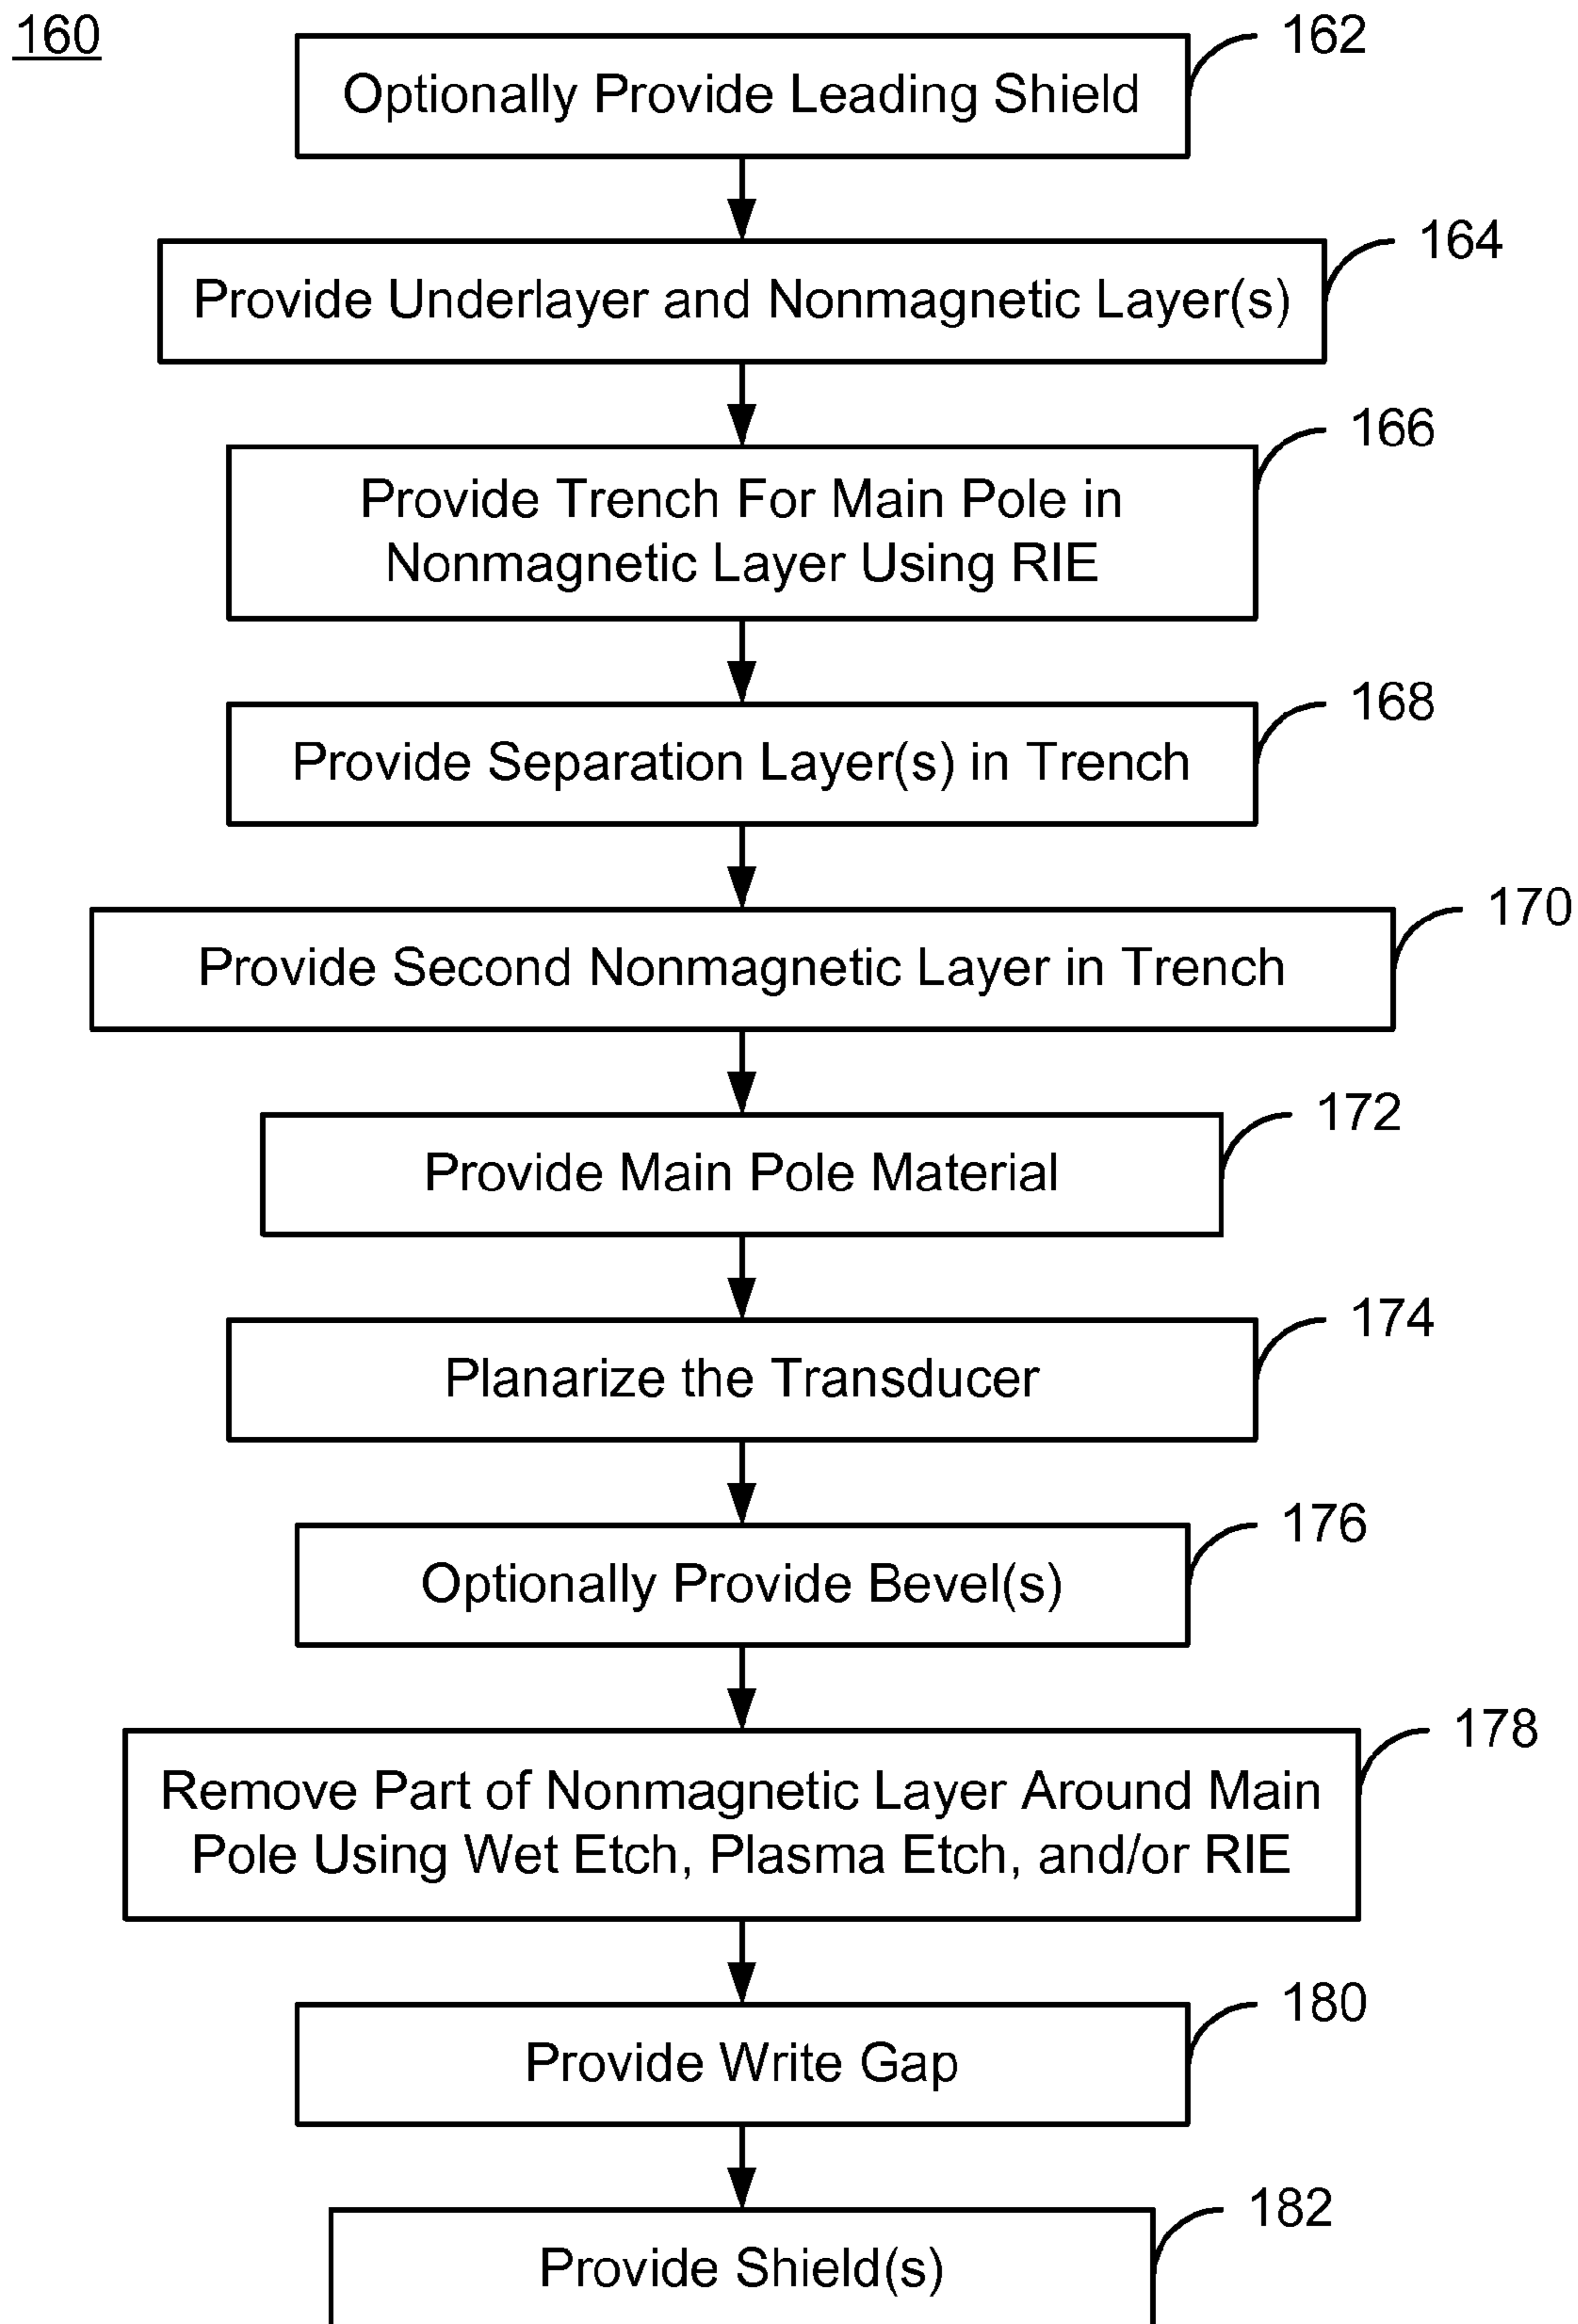 160
162
Optionally Provide Leading Shield
164
Provide Underlayer and Nonmagnetic Layer(s)
166
Provide Trench For Main Pole in
Nonmagnetic Layer Using RIE
168
Provide Separation Layer(s) in Trench
170
Provide Second Nonmagnetic Layer in Trench
172
Provide Main Pole Material
174
Planarize the Transducer
176
Optionally Provide Bevel(s)
178
Remove Part of Nonmagnetic Layer Around Main
Pole Using Wet Etch, Plasma Etch, and/or RIE
180
Provide Write Gap
182
Provide Shield(s)